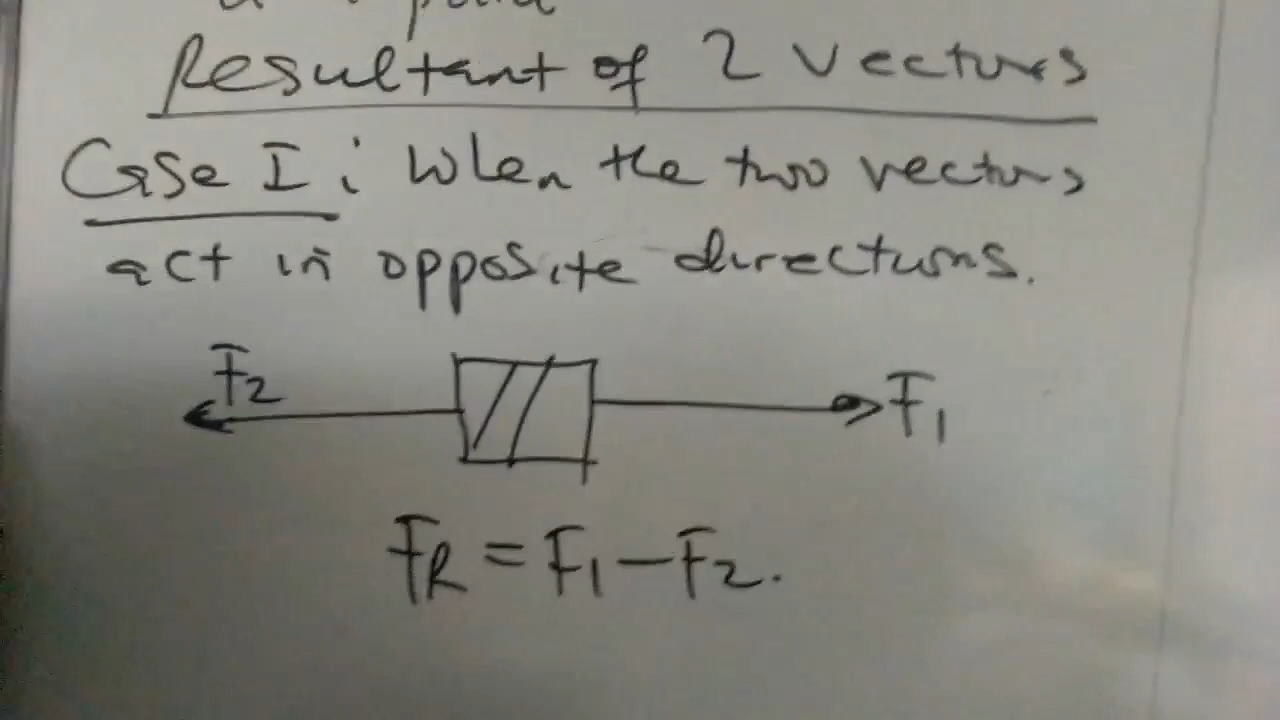 Resultant of 2 vectors
Case I: When the two vectors
act in opposite directions.
F2
F1
FR = F1 - F2.